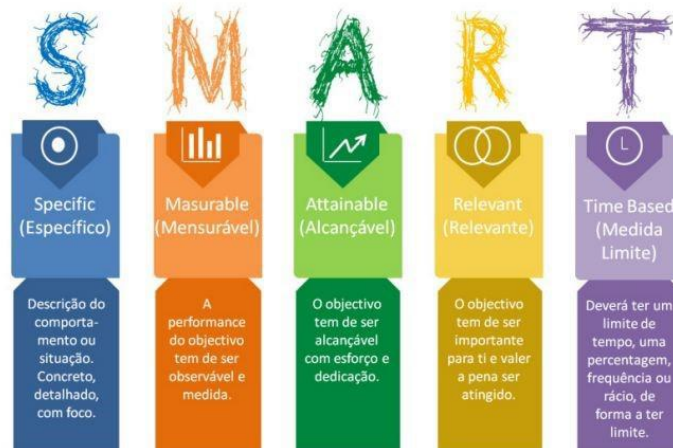 S
M
A
R
T
Specific
(Específico)
Masurable
(Mensurável)
Attainable
(Alcançável)
Relevant
(Relevante)
Time Based
(Medida
Limite)
Descrição do
comporta-
mento ou
situação.
Concreto,
detalhado,
com foco.
A
performance
do objectivo
tem de ser
observável e
medida.
O objectivo
tem de ser
alcançável
com esforço e
dedicação.
O objectivo
tem de ser
importante
para ti e valer
a pena ser
atingido.
Deverá ter um
limite de
tempo, uma
percentagem,
frequência ou
rácio, de
forma a ter
limite.